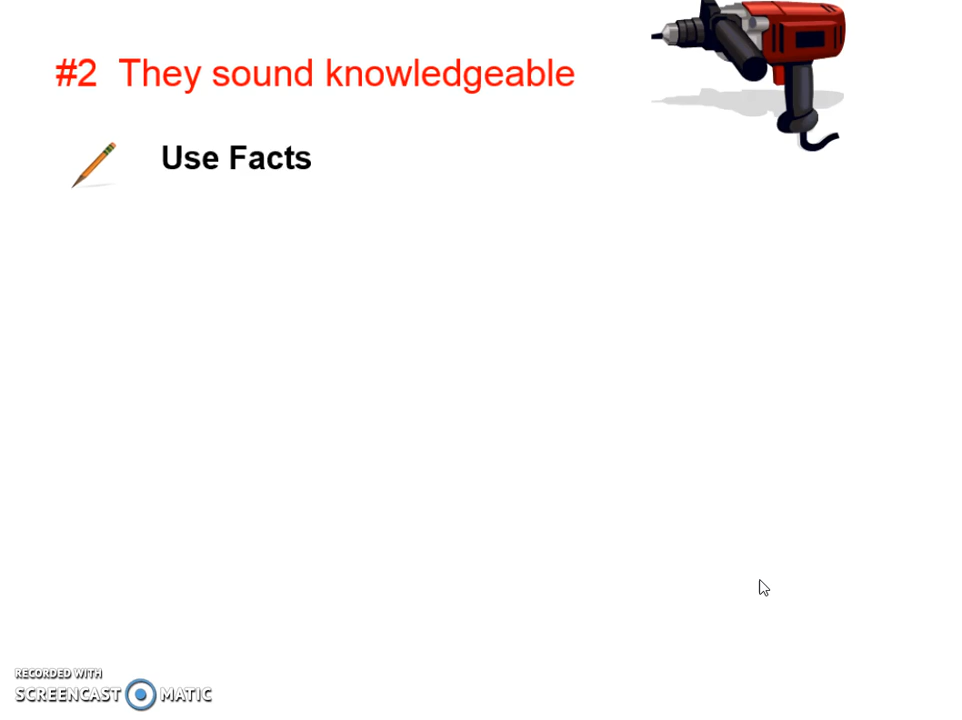 #2 They sound knowledgeable
Use Facts
RECORDED WITH
SCREENCAST MATIC